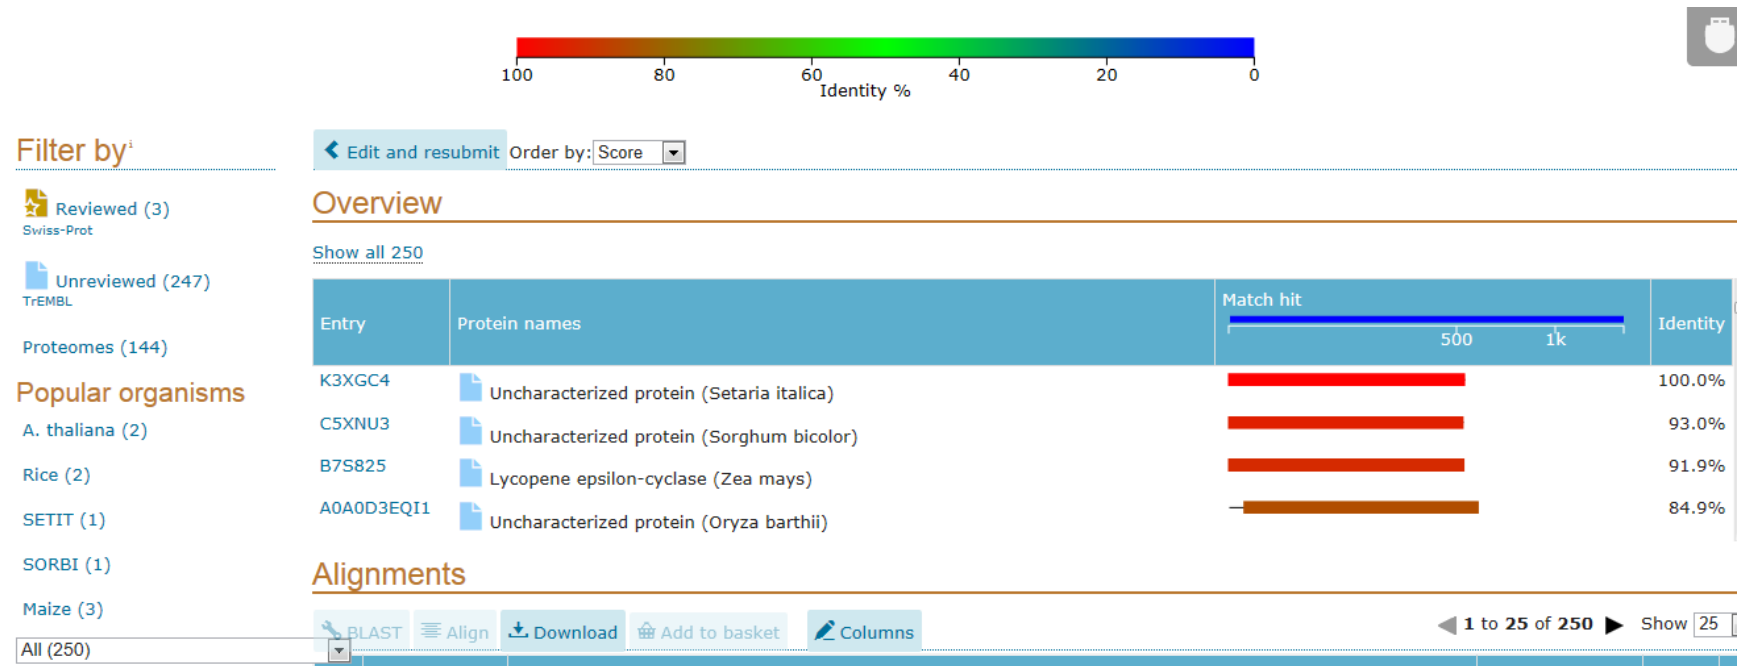 100 80 60 40 20 0
Identity %
Filter by i
Edit and resubmit Order by: Score
Reviewed (3)
Swiss-Prot
Unreviewed (247)
TrEMBL
Proteomes (144)
Popular organisms
A. thaliana (2)
Rice (2)
SETIT (1)
SORBI (1)
Maize (3)
All (250)
Overview
Show all 250
Entry Protein names Match hit 500 1k Identity
K3XGC4 Uncharacterized protein (Setaria italica) 100.0%
C5XNU3 Uncharacterized protein (Sorghum bicolor) 93.0%
B7S825 Lycopene epsilon-cyclase (Zea mays) 91.9%
A0A0D3EQI1 Uncharacterized protein (Oryza barthii) 84.9%
Alignments
BLAST Align Download Add to basket Columns 1 to 25 of 250 Show 25